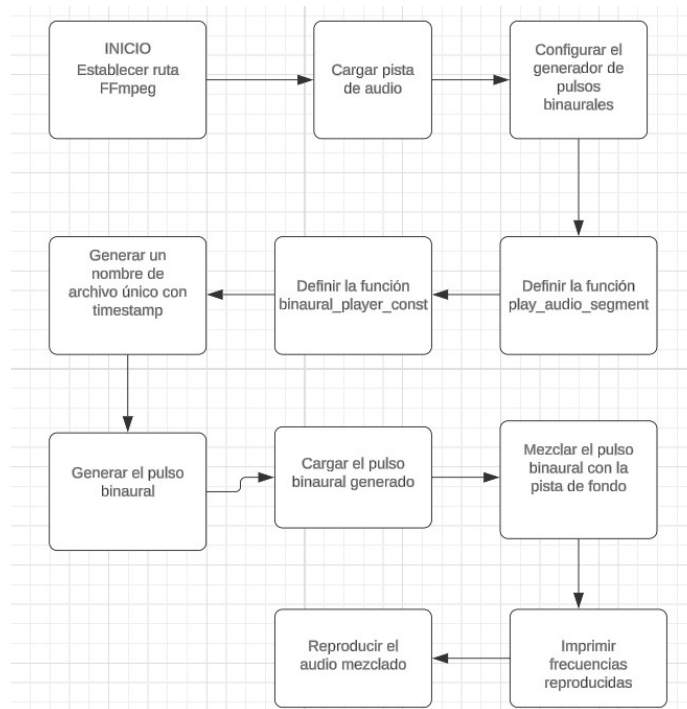 INICIO
Establecer ruta
FFmpeg
Cargar pista
de audio
Configurar el
generador de
pulsos
binaurales
Definir la función
play_audio_segment
Definir la función
binaural_player_const
Generar un
nombre de
archivo único con
timestamp
Generar el pulso
binaural
Cargar el pulso
binaural generado
Mezclar el pulso
binaural con la
pista de fondo
Imprimir
frecuencias
reproducidas
Reproducir el
audio mezclado